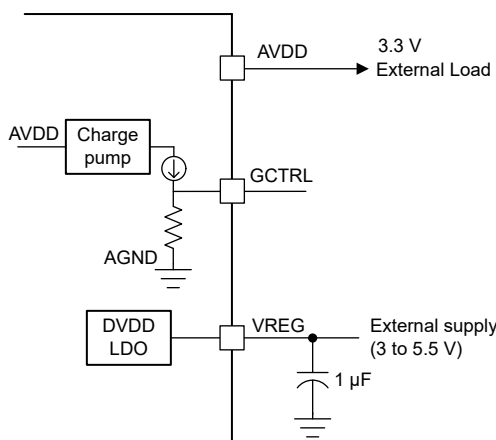 AVDD
3.3 V
External Load
AVDD
Charge
pump
GCTRL
AGND
DVDD
LDO
VREG
External supply
(3 to 5.5 V)
1 µF